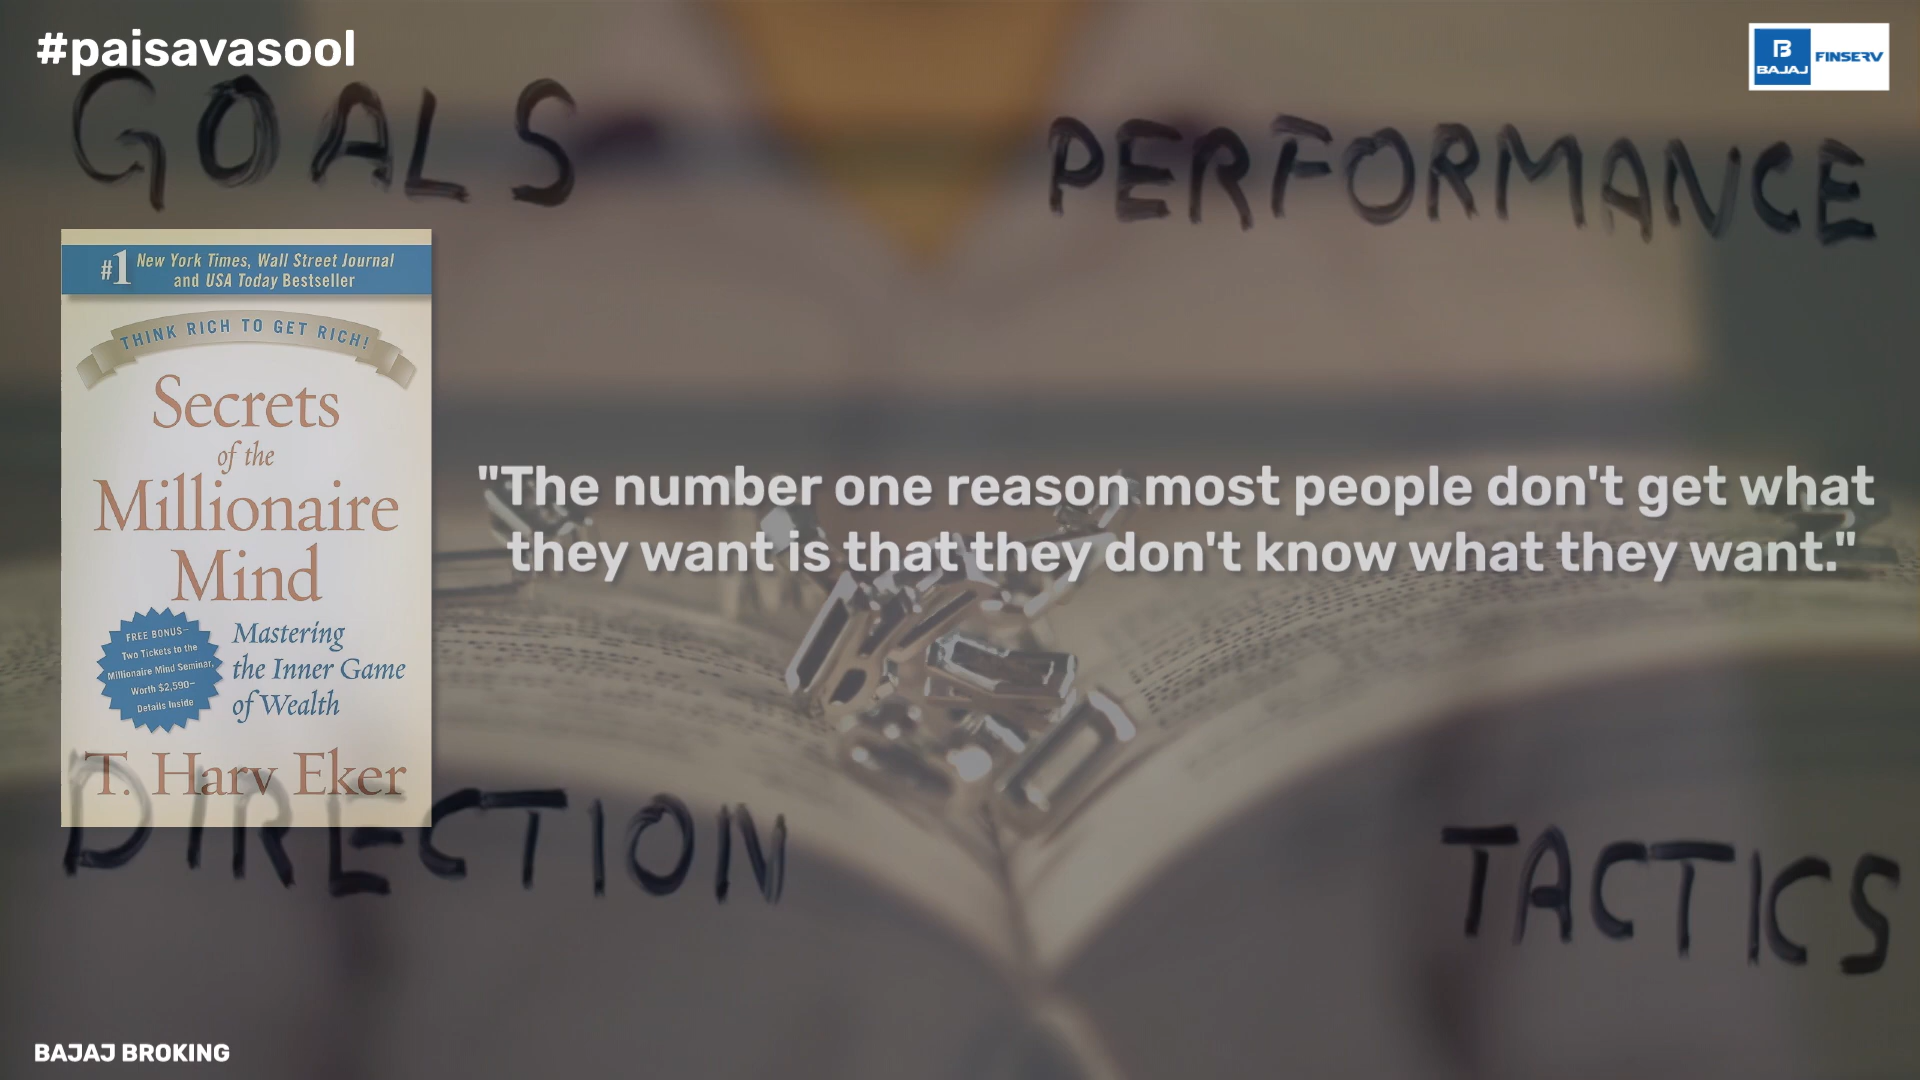 #paisavasool
B
BAJAJ
FINSERV
GOALS
PERFORMANCE
#1 New York Times, Wall Street Journal
and USA Today Bestseller
THINK RICH TO GET RICH!
Secrets
of the
Millionaire
Mind
FREE BONUS–
Two Tickets to the
Millionaire Mind Seminar,
Worth $2,590–
Details Inside
Mastering
the Inner Game
of Wealth
T. Harv Eker
"The number one reason most people don't get what
they want is that they don't know what they want."
DIRECTION
TACTICS
BAJAJ BROKING